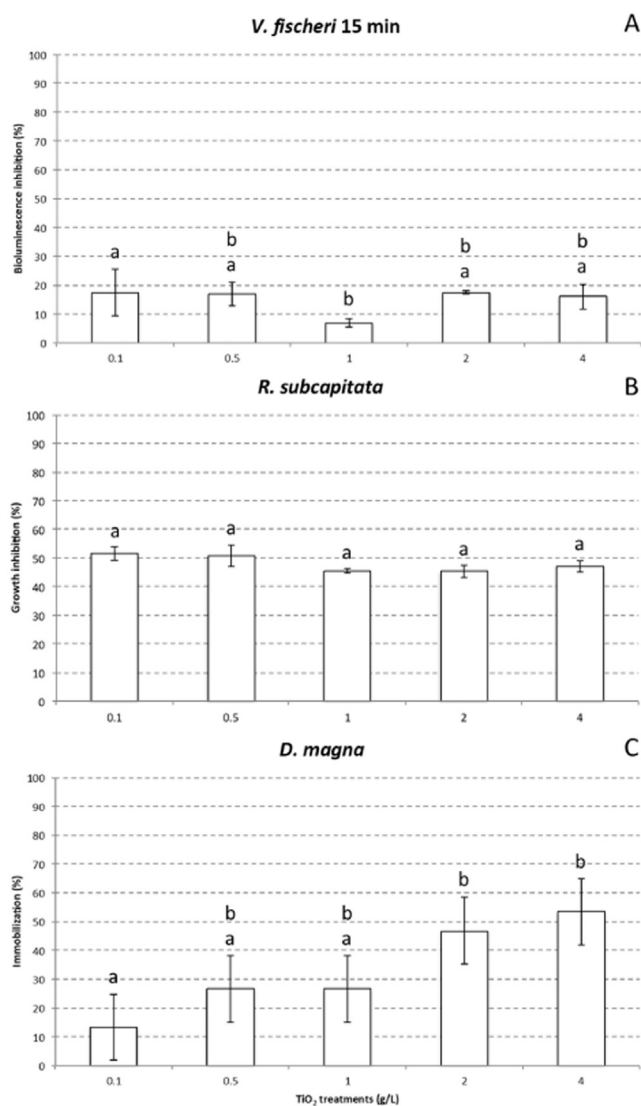 V. fischeri 15 min
A
Bioluminescence inhibition (%)
100
90
80
70
60
50
40
30
20
10
0
a
b
a
b
b
a
b
a
0.1 0.5 1 2 4
R. subcapitata
B
Growth inhibition (%)
100
90
80
70
60
50
40
30
20
10
0
a a a a a
0.1 0.5 1 2 4
D. magna
C
Immobilization (%)
100
90
80
70
60
50
40
30
20
10
0
a
b
a
b
a
b
b
0.1 0.5 1 2 4
TiO₂ treatments (g/L)